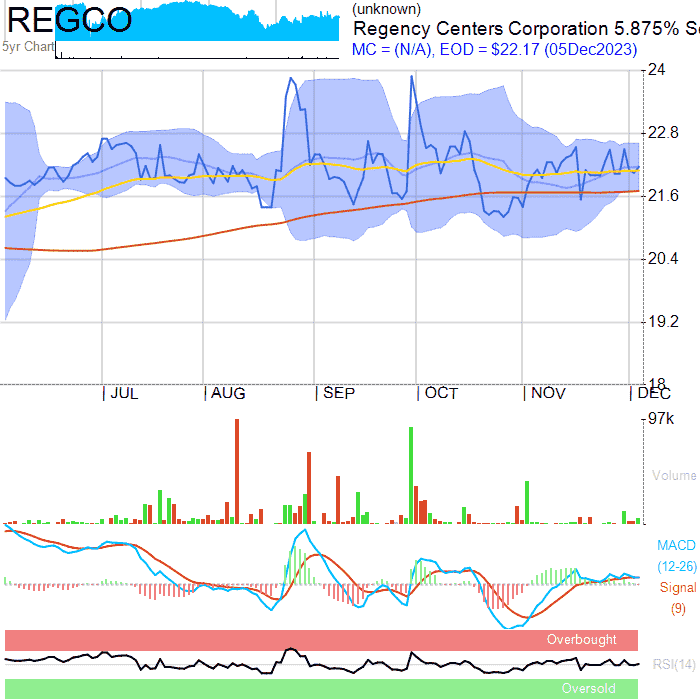 REGCO
5yr Chart
(unknown)
Regency Centers Corporation 5.875% Se
MC = (N/A), EOD = $22.17 (05Dec2023)
24
22.8
21.6
20.4
19.2
18
JUL AUG SEP OCT NOV DEC
97k
Volume
MACD
(12-26)
Signal
(9)
Overbought
RSI(14)
Oversold